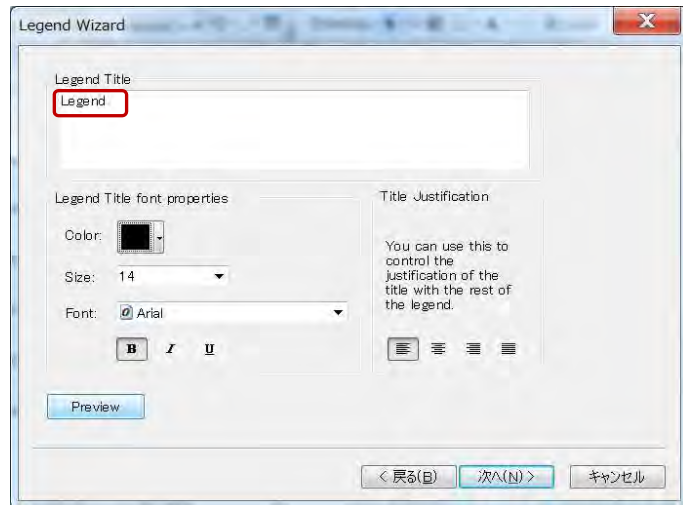 Legend Wizard
Legend Title
Legend
Legend Title font properties
Color:
Size: 14
Font: Arial
B I U
Title Justification
You can use this to
control the
justification of the
title with the rest of
the legend.
Preview
< 戻る(B)
次へ(N) >
キャンセル